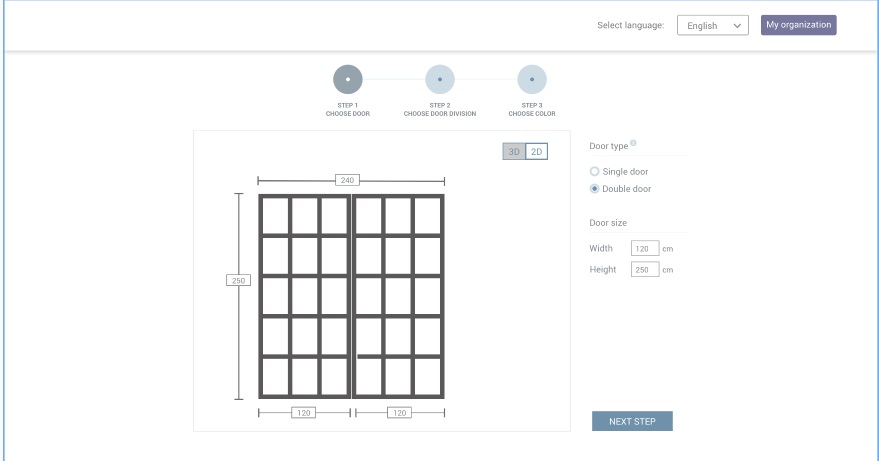 Select language: English My organization
STEP 1
CHOOSE DOOR
STEP 2
CHOOSE DOOR DIVISION
STEP 3
CHOOSE COLOR
3D 2D
240
250
120 120
Door type
Single door
Double door
Door size
Width 120 cm
Height 250 cm
NEXT STEP